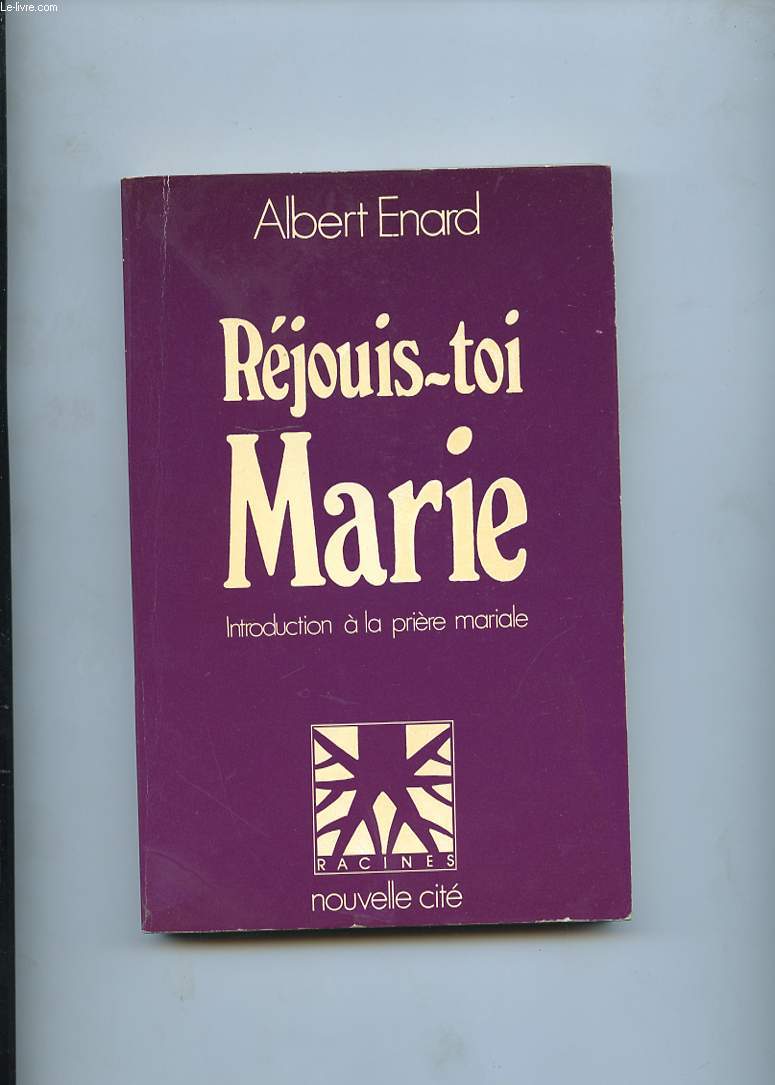 Le-livre.com
Albert Enard
Réjouis-toi
Marie
Introduction à la prière mariale
RACINES
nouvelle cité